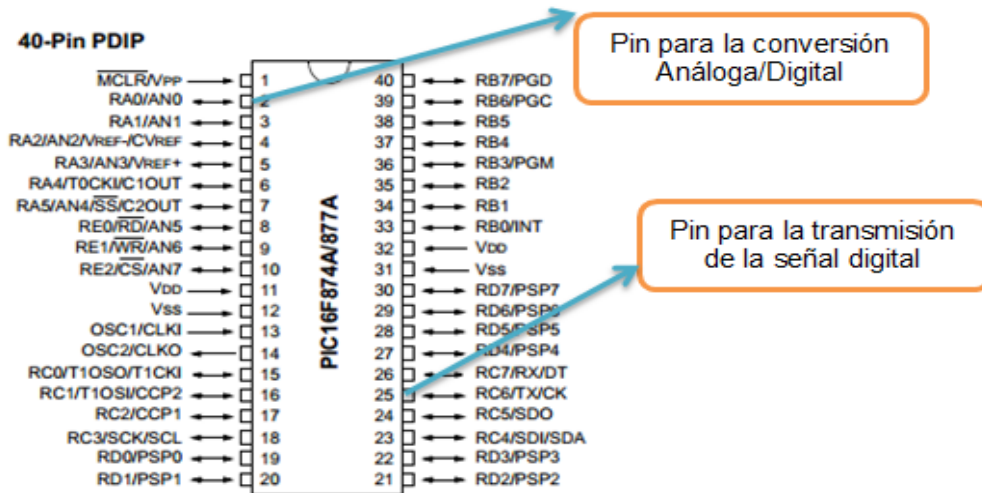 40-Pin PDIP
Pin para la conversión
Análoga/Digital
Pin para la transmisión
de la señal digital
MCLR/VPP 1
RA0/AN0 2
RA1/AN1 3
RA2/AN2/VREF-/CVREF 4
RA3/AN3/VREF+ 5
RA4/T0CKI/C1OUT 6
RA5/AN4/SS/C2OUT 7
RE0/RD/AN5 8
RE1/WR/AN6 9
RE2/CS/AN7 10
VDD 11
VSS 12
OSC1/CLKI 13
OSC2/CLKO 14
RC0/T1OSO/T1CKI 15
RC1/T1OSI/CCP2 16
RC2/CCP1 17
RC3/SCK/SCL 18
RD0/PSP0 19
RD1/PSP1 20
PIC16F874A/877A
40 RB7/PGD
39 RB6/PGC
38 RB5
37 RB4
36 RB3/PGM
35 RB2
34 RB1
33 RB0/INT
32 VDD
31 VSS
30 RD7/PSP7
29 RD6/PSP6
28 RD5/PSP5
27 RD4/PSP4
26 RC7/RX/DT
25 RC6/TX/CK
24 RC5/SDO
23 RC4/SDI/SDA
22 RD3/PSP3
21 RD2/PSP2